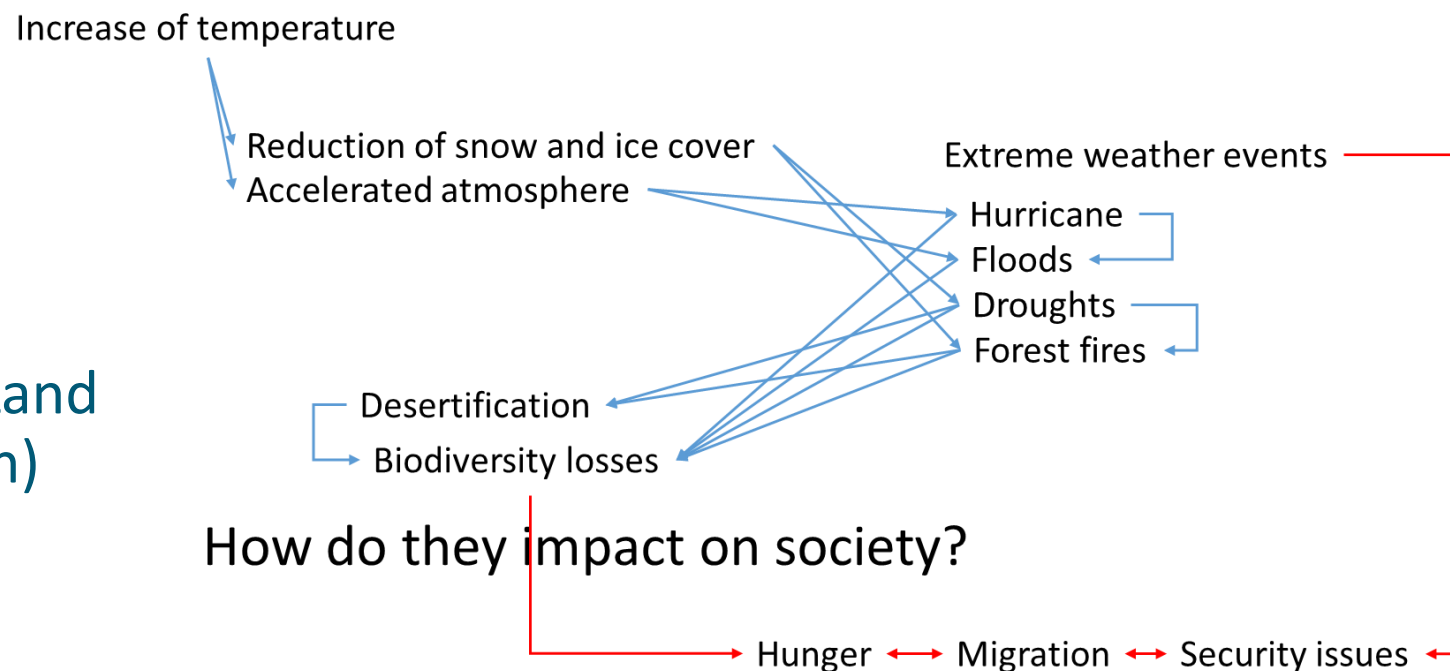 Increase of temperature
Reduction of snow and ice cover
Accelerated atmosphere
Extreme weather events
Hurricane
Floods
Droughts
Forest fires
and
Desertification
Biodiversity losses
How do they impact on society?
Hunger
Migration
Security issues